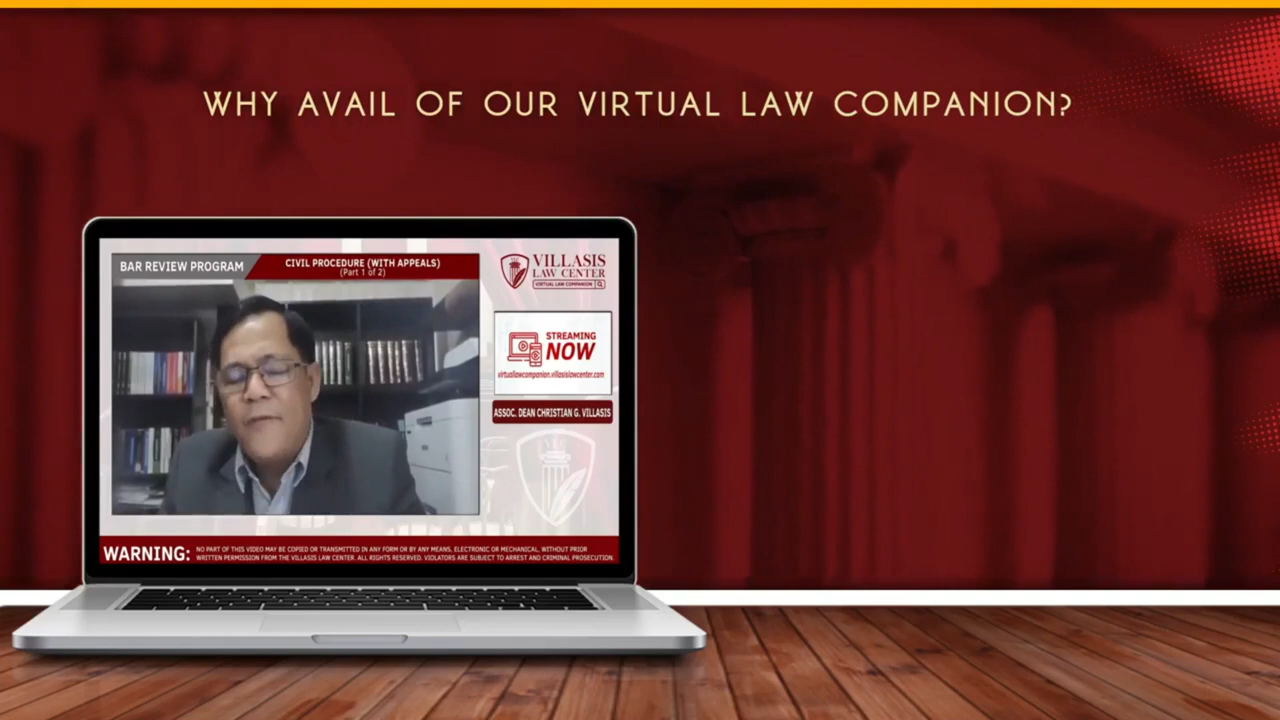 WHY AVAIL OF OUR VIRTUAL LAW COMPANION?
BAR REVIEW PROGRAM
CIVIL PROCEDURE (WITH APPEALS)
(Part 1 of 2)
VILLASIS
LAW CENTER
VIRTUAL LAW COMPANION
STREAMING
NOW
virtuallawcompanion.villasislawcenter.com
ASSOC. DEAN CHRISTIAN G. VILLASIS
WARNING:
NO PART OF THIS VIDEO MAY BE COPIED OR TRANSMITTED IN ANY FORM OR BY ANY MEANS, ELECTRONIC OR MECHANICAL, WITHOUT PRIOR
WRITTEN PERMISSION FROM THE VILLASIS LAW CENTER. ALL RIGHTS RESERVED. VIOLATORS ARE SUBJECT TO ARREST AND CRIMINAL PROSECUTION.